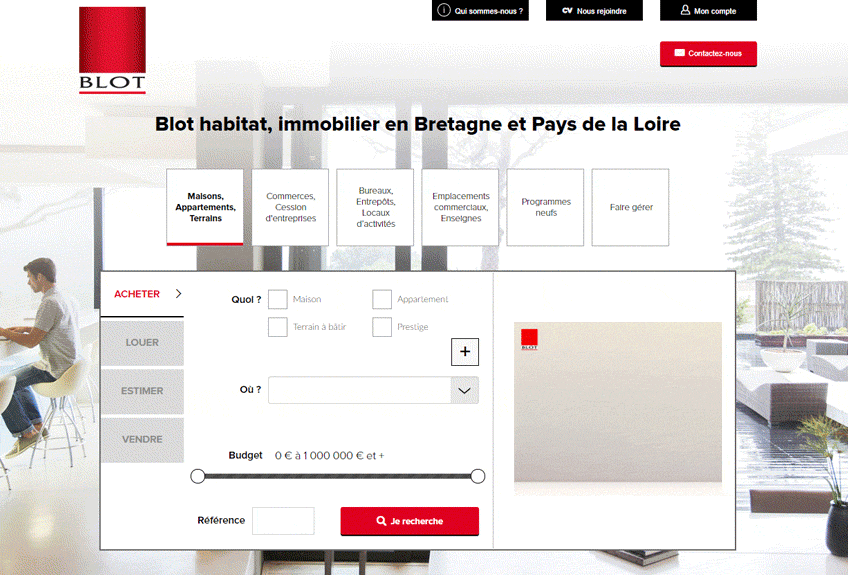 Qui sommes-nous ?
CV Nous rejoindre
Mon compte
Contactez-nous
BLOT
Blot habitat, immobilier en Bretagne et Pays de la Loire
Maisons,
Appartements,
Terrains
Commerces,
Cession
d'entreprises
Bureaux,
Entrepôts,
Locaux
d'activités
Emplacements
commerciaux,
Enseignes
Programmes
neufs
Faire gérer
ACHETER
LOUER
ESTIMER
VENDRE
Quoi ?
Maison
Appartement
Terrain à bâtir
Prestige
+
Où ?
Budget 0 € à 1 000 000 € et +
Référence
Je recherche
BLOT